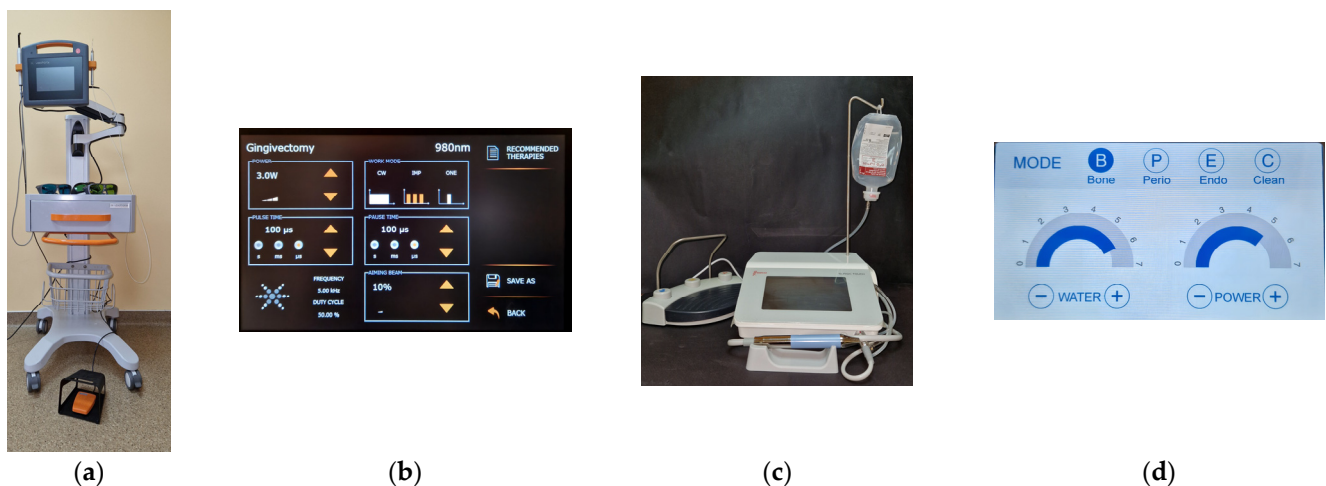 Gingivectomy 980nm
RECOMMENDED
THERAPIES
POWER
3.0W
WORK MODE
CW IMP ONE
PULSE TIME
100 µs
s ms µs
PAUSE TIME
100 µs
s ms µs
FREQUENCY
5.00 kHz
DUTY CYCLE
50.00 %
AIMING BEAM
10%
SAVE AS
BACK
MODE B P E C
Bone Perio Endo Clean
0 1 2 3 4 5 6 7
0 1 2 3 4 5 6 7
− WATER +
− POWER +
(a) (b) (c) (d)